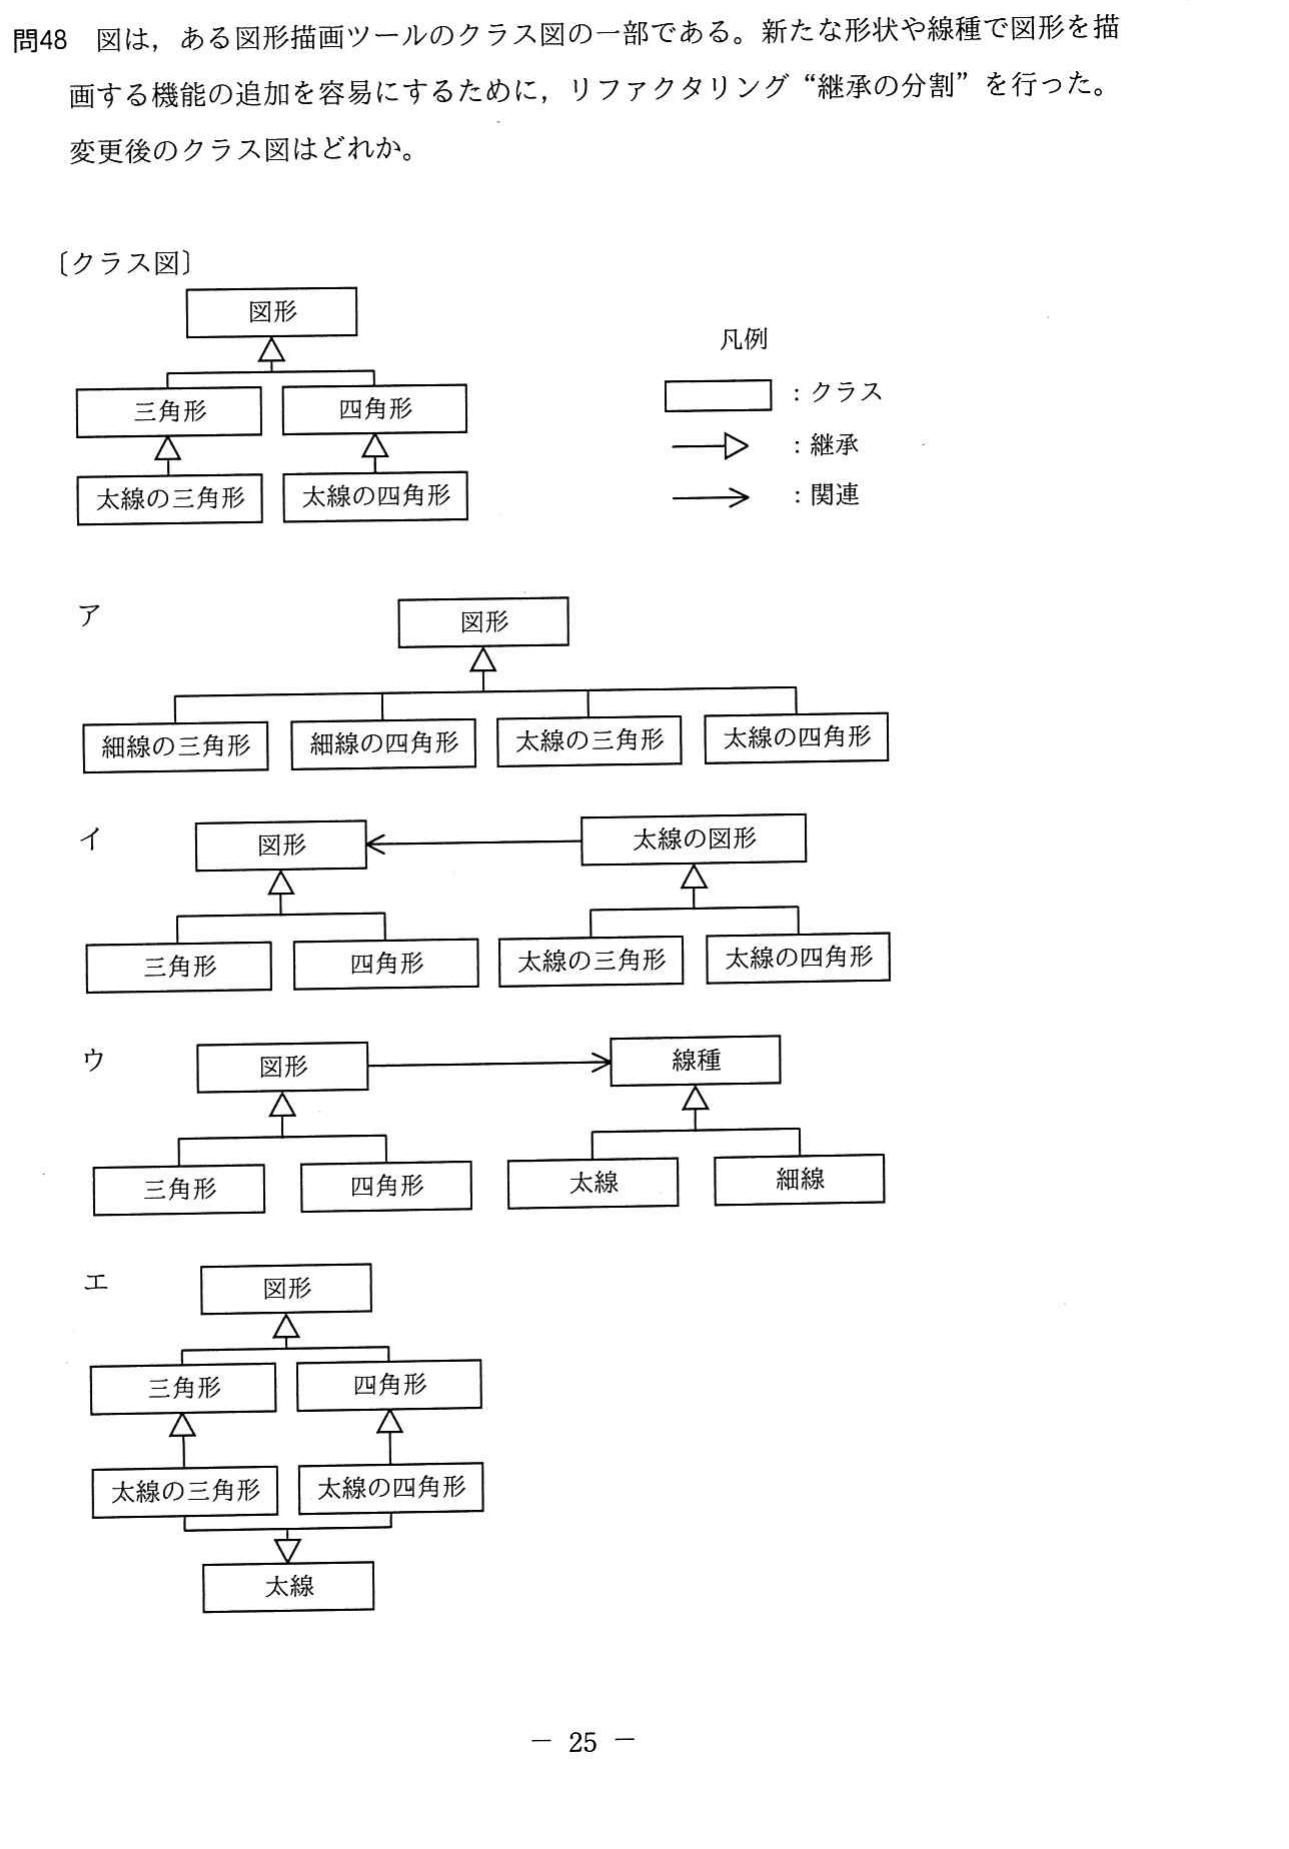 問48 図は，ある図形描画ツールのクラス図の一部である。新たな形状や線種で図形を描
画する機能の追加を容易にするために，リファクタリング“継承の分割”を行った。
変更後のクラス図はどれか。
〔クラス図〕
図形
凡例
三角形 四角形
：クラス
：継承
太線の三角形 太線の四角形
：関連
ア
図形
細線の三角形 細線の四角形 太線の三角形 太線の四角形
イ
図形 太線の図形
三角形 四角形 太線の三角形 太線の四角形
ウ
図形 線種
三角形 四角形 太線 細線
エ
図形
三角形 四角形
太線の三角形 太線の四角形
太線
－ 25 －